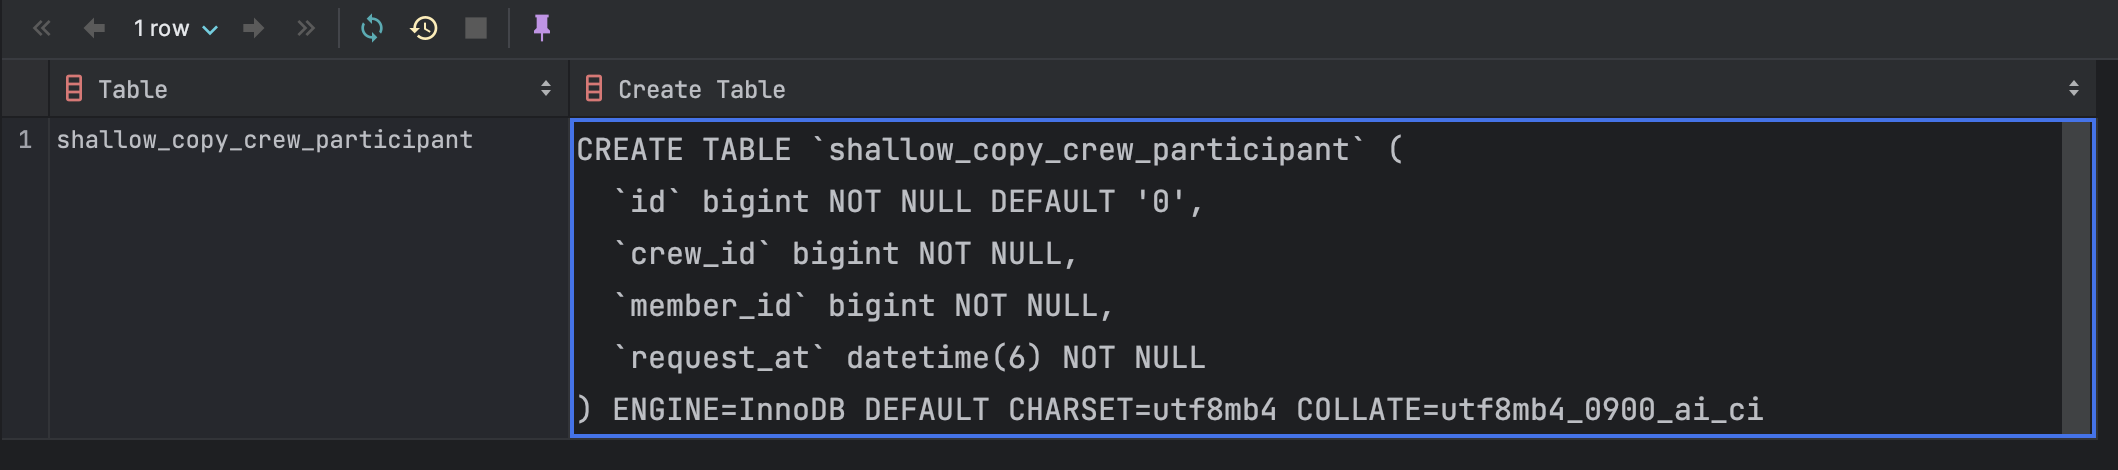 1 row
Table
Create Table
1
shallow_copy_crew_participant
CREATE TABLE `shallow_copy_crew_participant` (
  `id` bigint NOT NULL DEFAULT '0',
  `crew_id` bigint NOT NULL,
  `member_id` bigint NOT NULL,
  `request_at` datetime(6) NOT NULL
) ENGINE=InnoDB DEFAULT CHARSET=utf8mb4 COLLATE=utf8mb4_0900_ai_ci